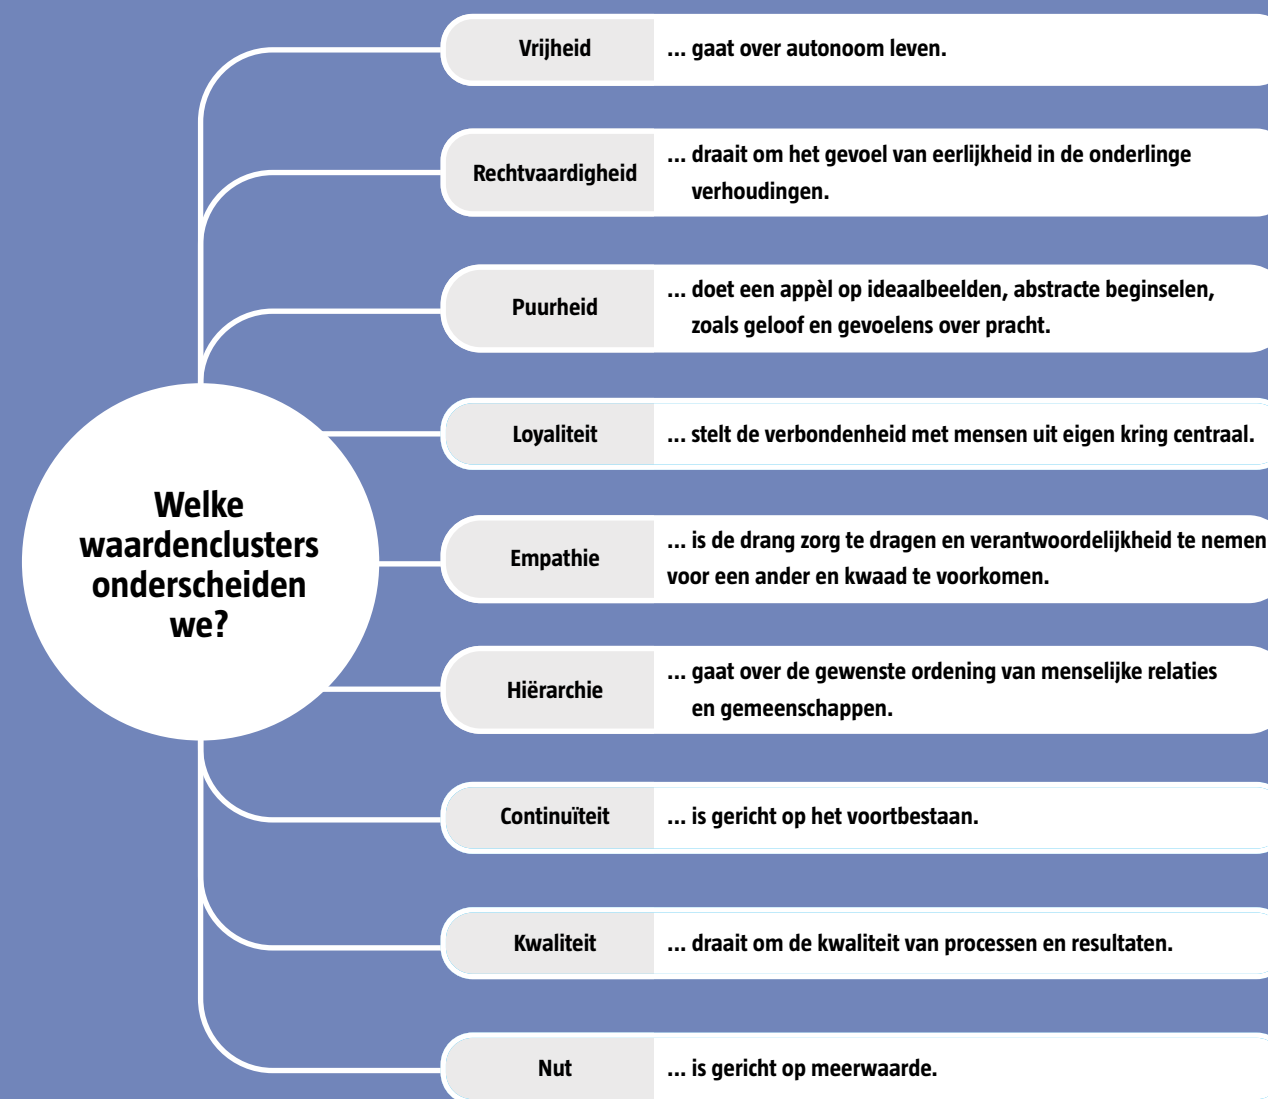 Vrijheid ... gaat over autonoom leven.
Rechtvaardigheid ... draait om het gevoel van eerlijkheid in de onderlinge
verhoudingen.
Puurheid ... doet een appèl op ideaalbeelden, abstracte beginselen,
zoals geloof en gevoelens over pracht.
Loyaliteit ... stelt de verbondenheid met mensen uit eigen kring centraal.
Welke
waardenclusters
onderscheiden
we?
Empathie ... is de drang zorg te dragen en verantwoordelijkheid te nemen
voor een ander en kwaad te voorkomen.
Hiërarchie ... gaat over de gewenste ordening van menselijke relaties
en gemeenschappen.
Continuïteit ... is gericht op het voortbestaan.
Kwaliteit ... draait om de kwaliteit van processen en resultaten.
Nut ... is gericht op meerwaarde.